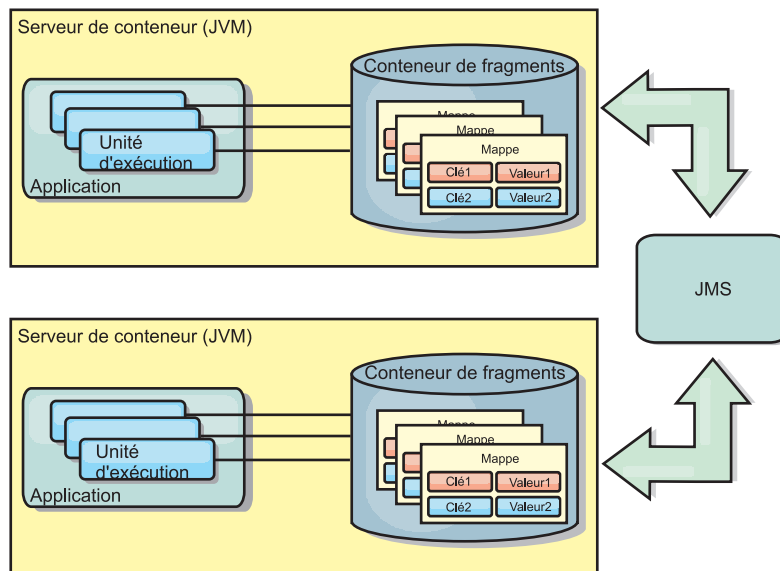 Serveur de conteneur (JVM)
Conteneur de fragments
Mappe
Mappe
Mappe
Unité
d'exécution
Application
Clé1
Valeur1
Clé2
Valeur2
JMS
Serveur de conteneur (JVM)
Conteneur de fragments
Mappe
Mappe
Mappe
Unité
d'exécution
Application
Clé1
Valeur1
Clé2
Valeur2